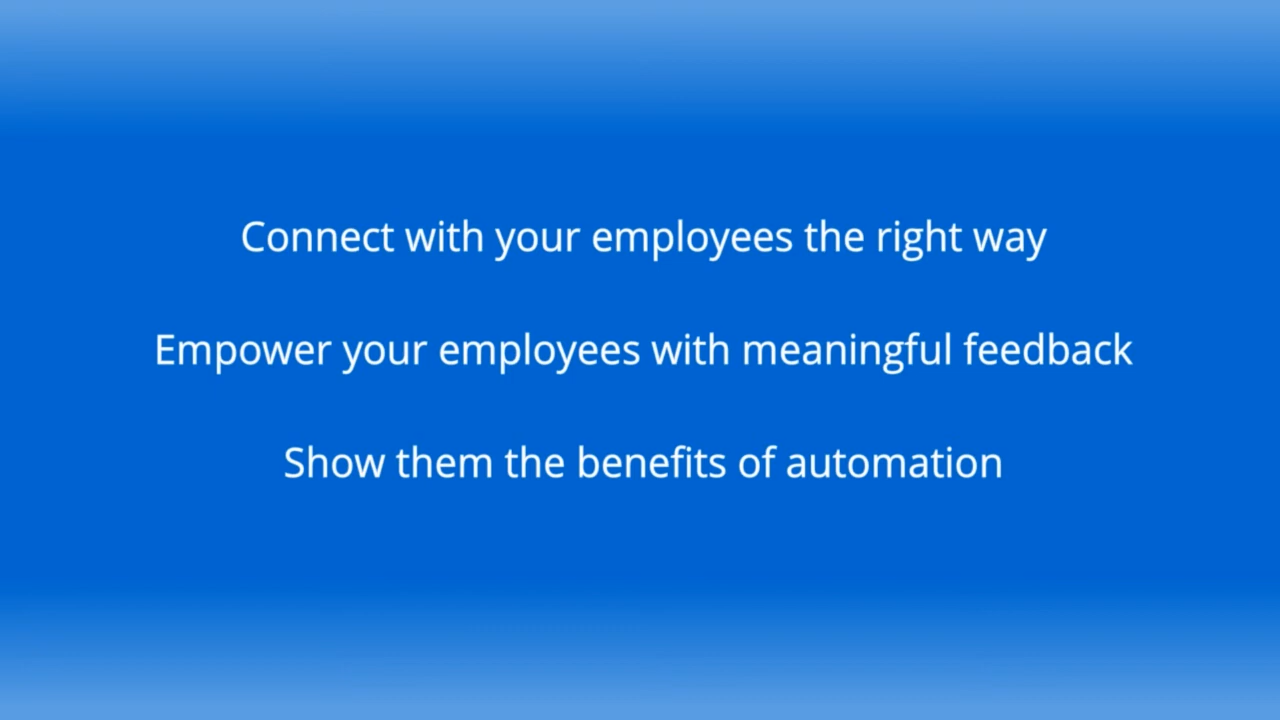 Connect with your employees the right way
Empower your employees with meaningful feedback
Show them the benefits of automation